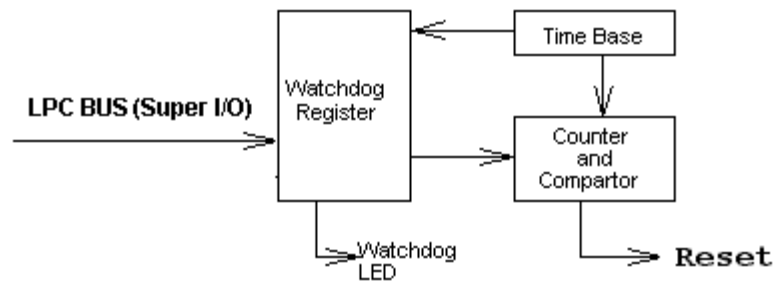 Time Base
Watchdog
Register
LPC BUS (Super I/O)
Counter
and
Compartor
Watchdog
LED
Reset